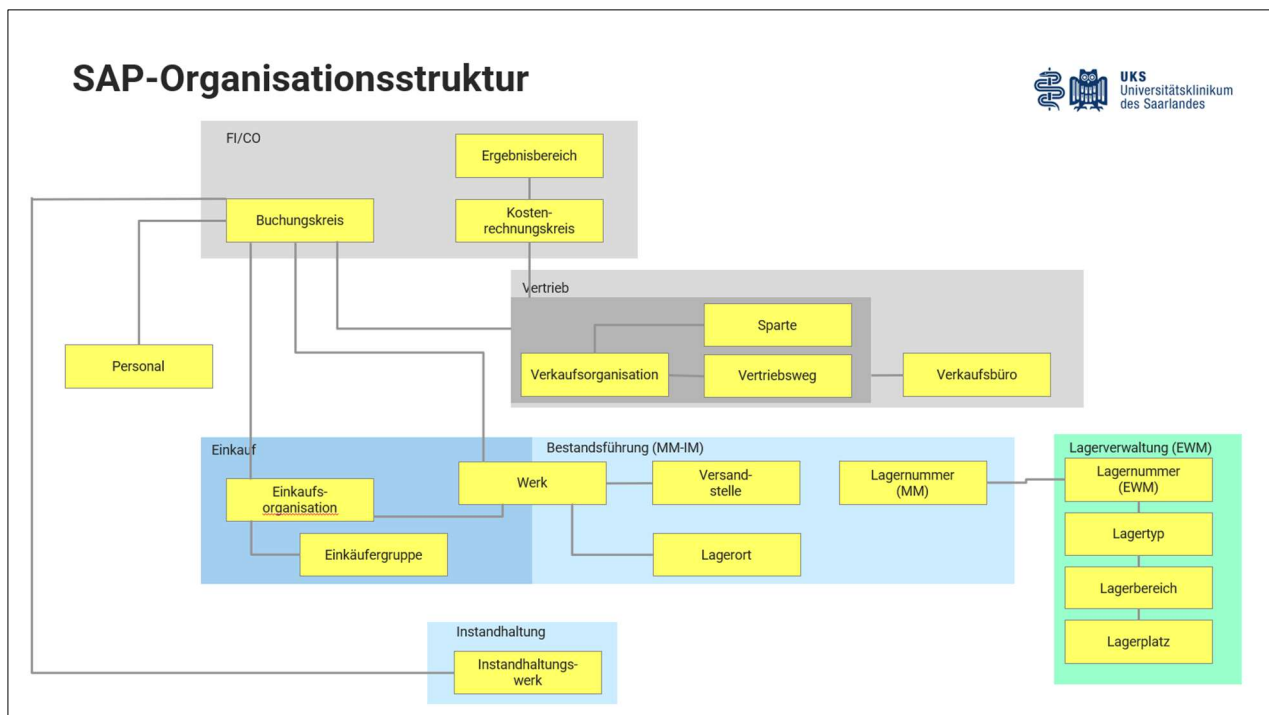 SAP-Organisationsstruktur
UKS
Universitätsklinikum
des Saarlandes
FI/CO
Ergebnisbereich
Buchungskreis
Kosten-
rechnungskreis
Vertrieb
Sparte
Personal
Verkaufsorganisation
Vertriebsweg
Verkaufsbüro
Einkauf
Bestandsführung (MM-IM)
Lagerverwaltung (EWM)
Einkaufs-
organisation
Werk
Versand-
stelle
Lagernummer
(MM)
Lagernummer
(EWM)
Einkäufergruppe
Lagerort
Lagertyp
Lagerbereich
Lagerplatz
Instandhaltung
Instandhaltungs-
werk